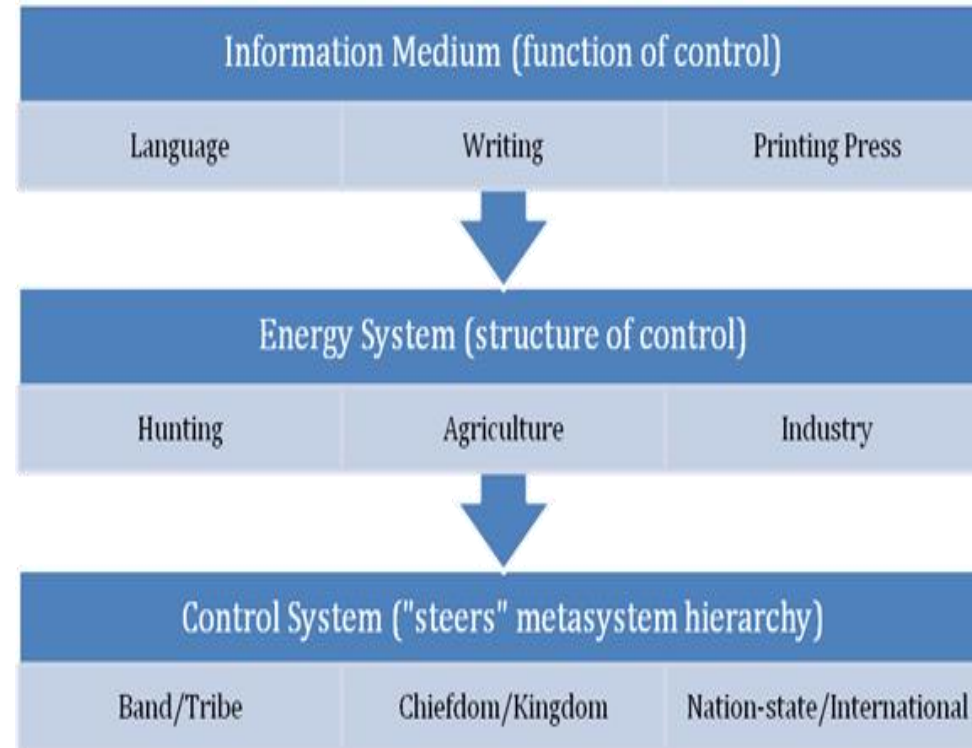 Information Medium (function of control)
Language Writing Printing Press
Energy System (structure of control)
Hunting Agriculture Industry
Control System ("steers" metasystem hierarchy)
Band/Tribe Chiefdom/Kingdom Nation-state/International